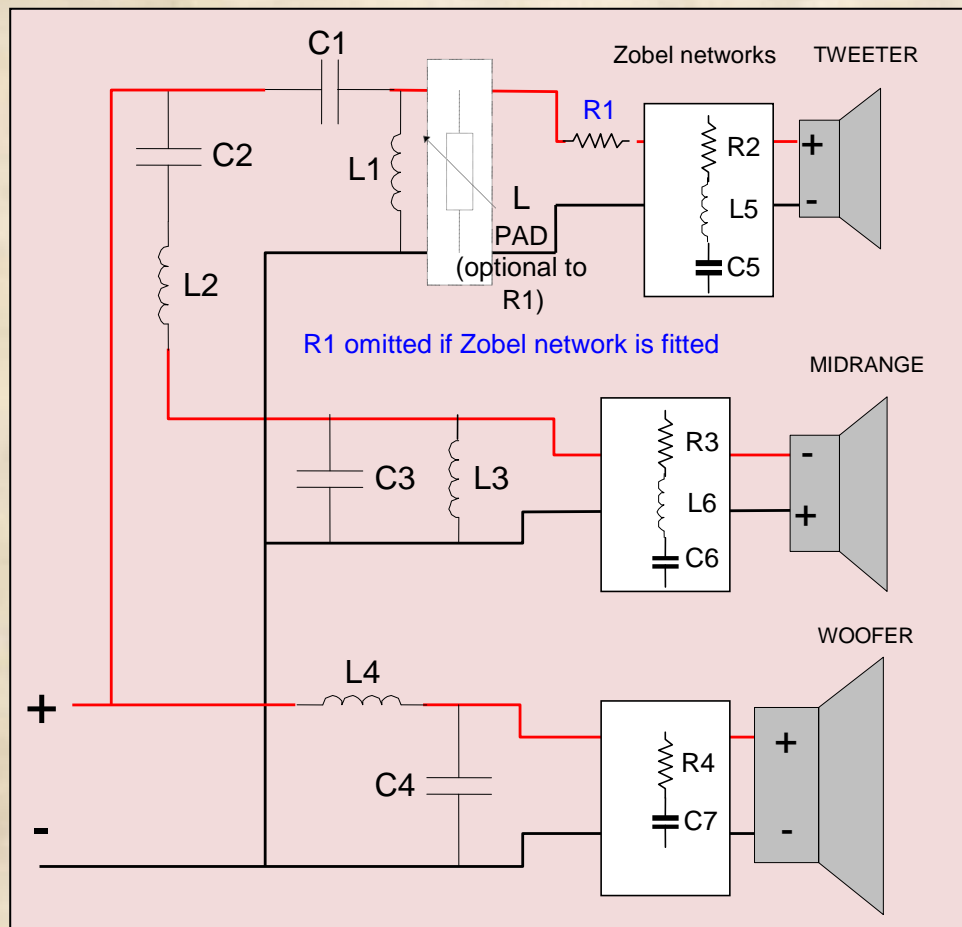 C1
Zobel networks
TWEETER
R1
C2
L1
R2
+
L
PAD
(optional to
R1)
L5
-
C5
L2
R1 omitted if Zobel network is fitted
MIDRANGE
R3
-
C3
L3
L6
+
C6
WOOFER
L4
+
R4
+
C4
C7
-
-